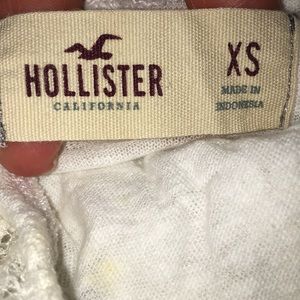 HOLLISTER
CALIFORNIA
XS
MADE IN
INDONESIA